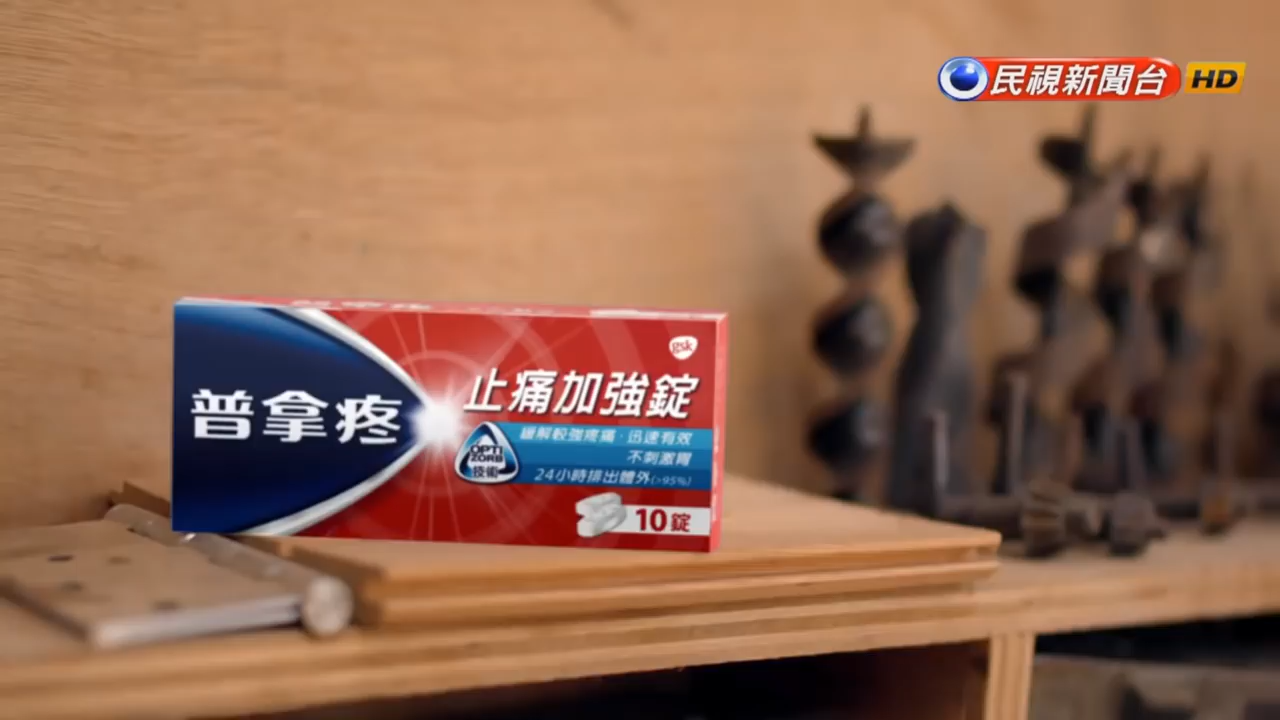 民視新聞台 HD
gsk
普拿疼
止痛加強錠
OPTI
ZORB
技術
緩解較強疼痛·迅速有效
不刺激胃
24小時排出體外(>95%)
10錠